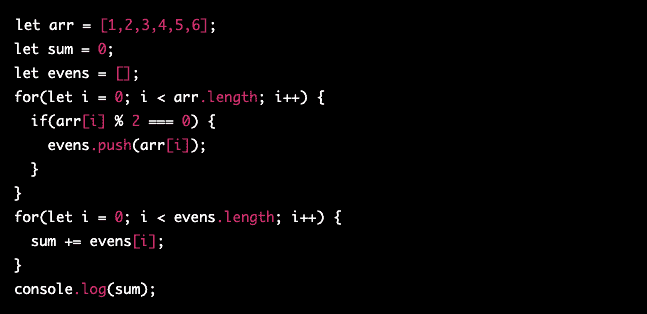 let arr = [1,2,3,4,5,6];
let sum = 0;
let evens = [];
for(let i = 0; i < arr.length; i++) {
  if(arr[i] % 2 === 0) {
    evens.push(arr[i]);
  }
}
for(let i = 0; i < evens.length; i++) {
  sum += evens[i];
}
console.log(sum);